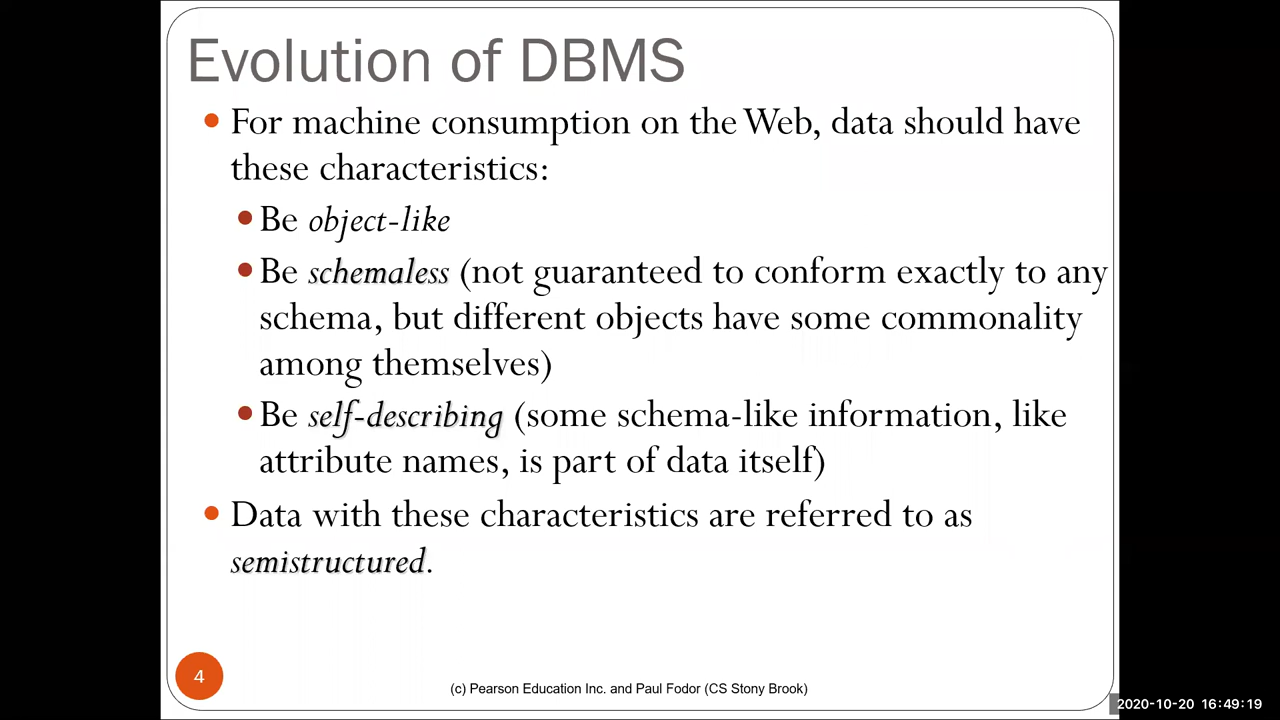 Evolution of DBMS
For machine consumption on the Web, data should have
these characteristics:
Be object-like
Be schemaless (not guaranteed to conform exactly to any
schema, but different objects have some commonality
among themselves)
Be self-describing (some schema-like information, like
attribute names, is part of data itself)
Data with these characteristics are referred to as
semistructured.
4
(c) Pearson Education Inc. and Paul Fodor (CS Stony Brook)
2020-10-20 16:49:19